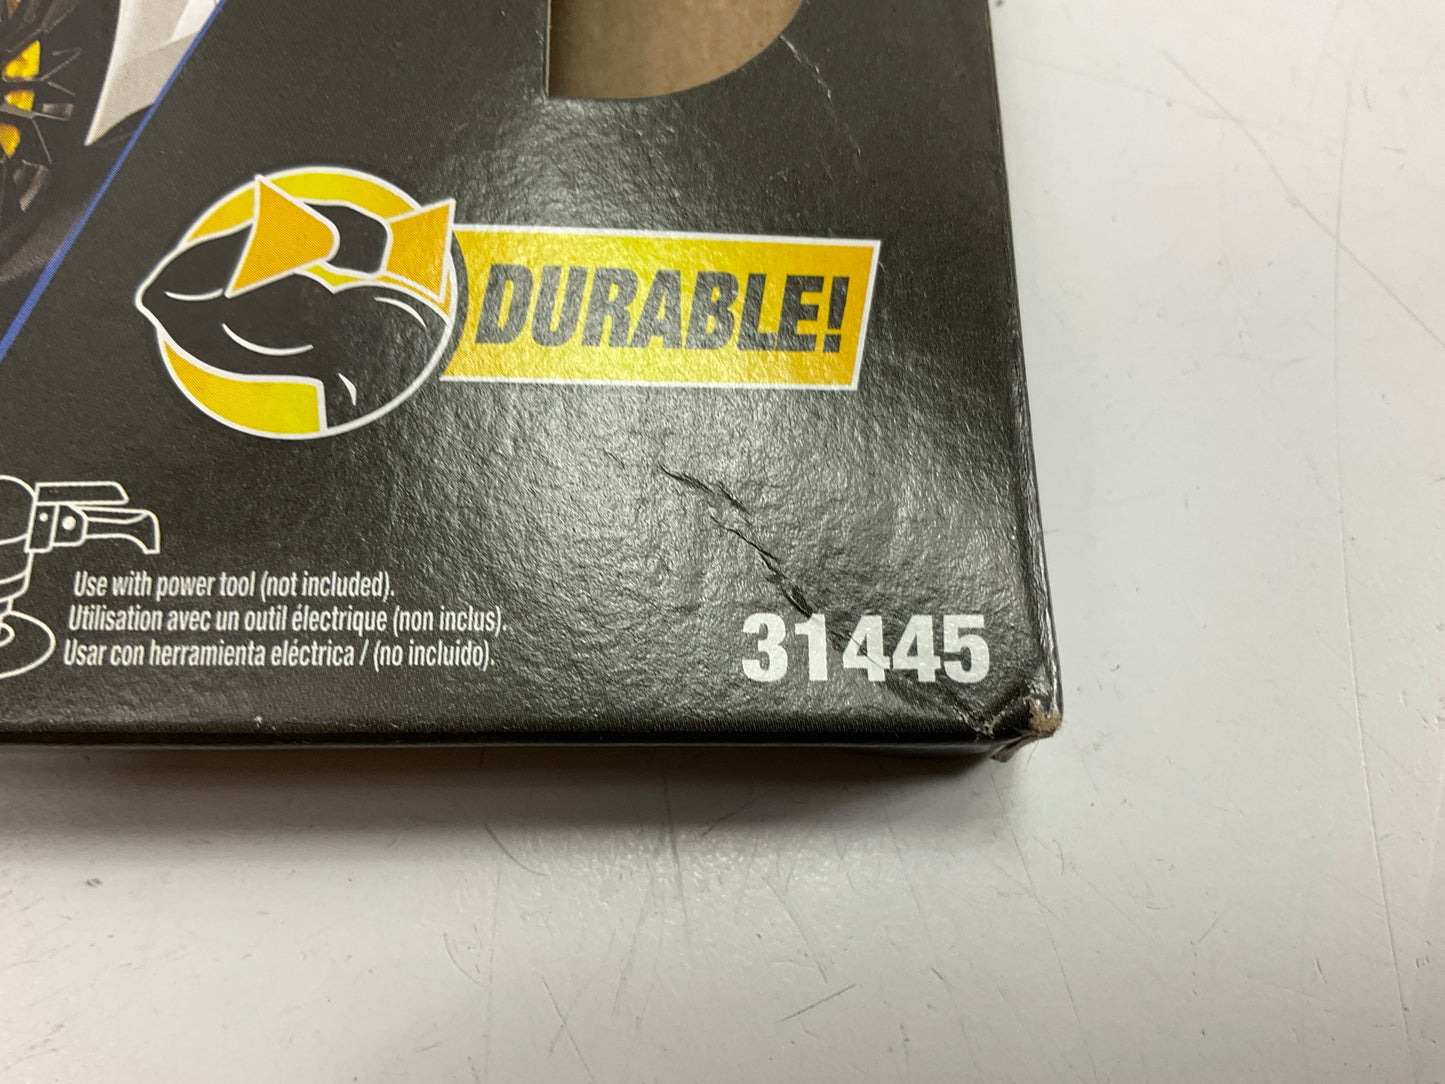 DURABLE!
Use with power tool (not included).
Utilisation avec un outil électrique (non inclus).
Usar con herramienta eléctrica / (no incluido).
31445